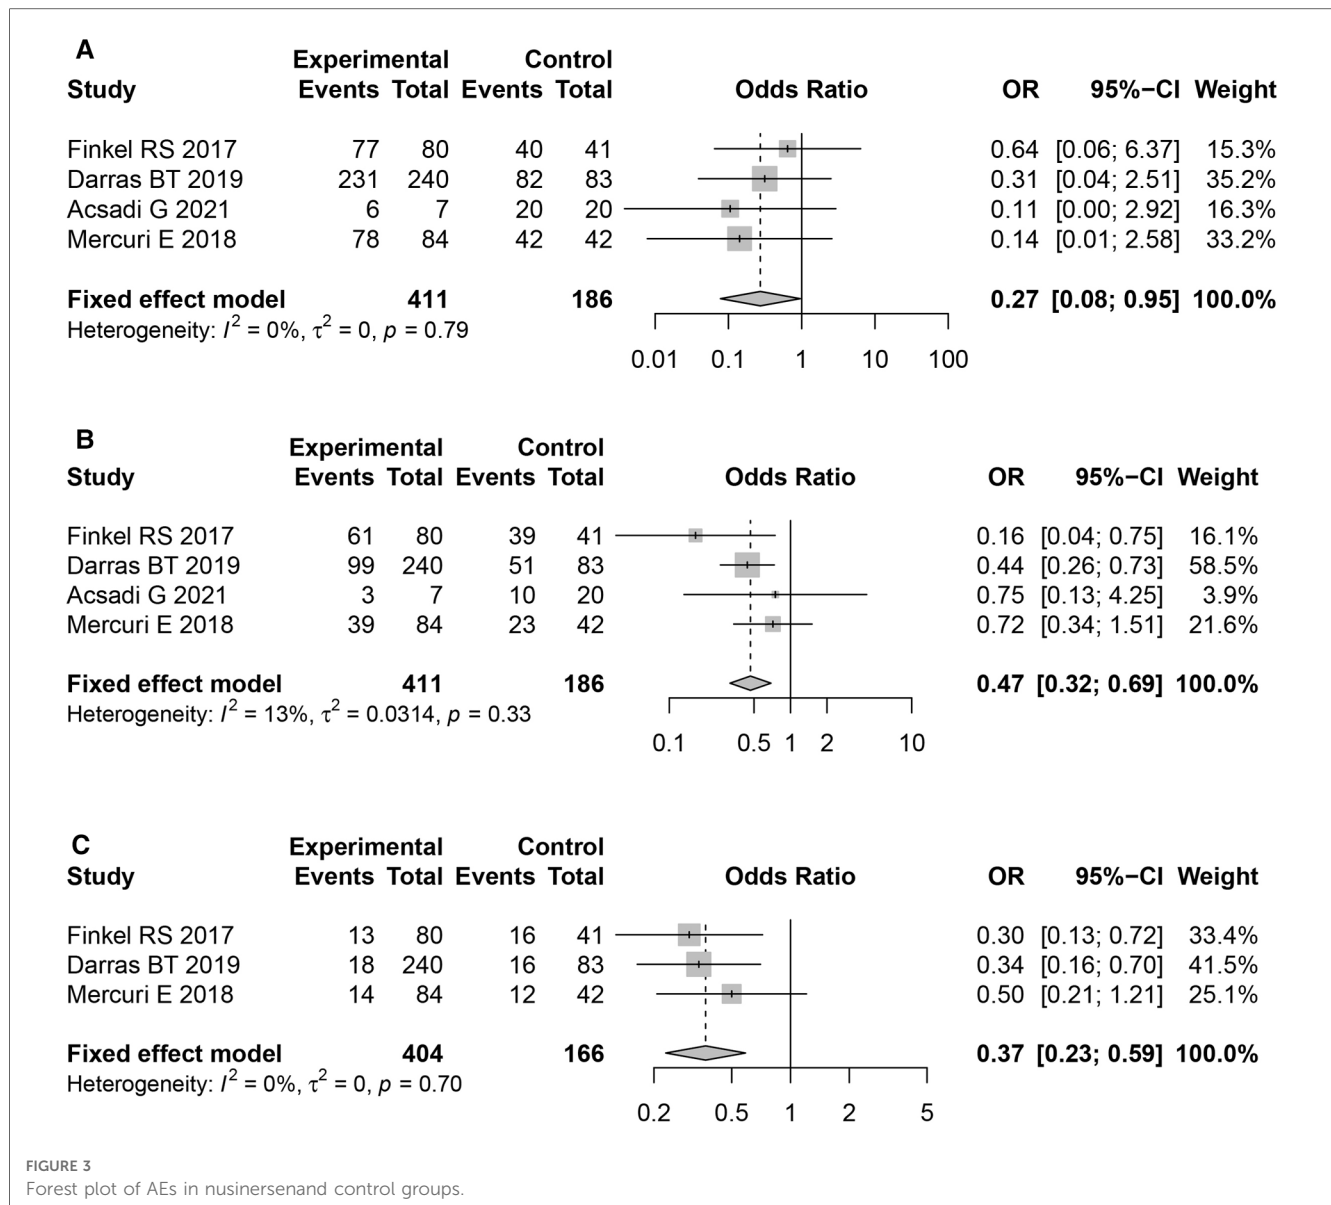 A
Experimental Control
Study Events Total Events Total Odds Ratio OR 95%−CI Weight
Finkel RS 2017 77 80 40 41 0.64 [0.06; 6.37] 15.3%
Darras BT 2019 231 240 82 83 0.31 [0.04; 2.51] 35.2%
Acsadi G 2021 6 7 20 20 0.11 [0.00; 2.92] 16.3%
Mercuri E 2018 78 84 42 42 0.14 [0.01; 2.58] 33.2%
Fixed effect model 411 186 0.27 [0.08; 0.95] 100.0%
Heterogeneity: I² = 0%, τ² = 0, p = 0.79
0.01 0.1 1 10 100
B
Experimental Control
Study Events Total Events Total Odds Ratio OR 95%−CI Weight
Finkel RS 2017 61 80 39 41 0.16 [0.04; 0.75] 16.1%
Darras BT 2019 99 240 51 83 0.44 [0.26; 0.73] 58.5%
Acsadi G 2021 3 7 10 20 0.75 [0.13; 4.25] 3.9%
Mercuri E 2018 39 84 23 42 0.72 [0.34; 1.51] 21.6%
Fixed effect model 411 186 0.47 [0.32; 0.69] 100.0%
Heterogeneity: I² = 13%, τ² = 0.0314, p = 0.33
0.1 0.5 1 2 10
C
Experimental Control
Study Events Total Events Total Odds Ratio OR 95%−CI Weight
Finkel RS 2017 13 80 16 41 0.30 [0.13; 0.72] 33.4%
Darras BT 2019 18 240 16 83 0.34 [0.16; 0.70] 41.5%
Mercuri E 2018 14 84 12 42 0.50 [0.21; 1.21] 25.1%
Fixed effect model 404 166 0.37 [0.23; 0.59] 100.0%
Heterogeneity: I² = 0%, τ² = 0, p = 0.70
0.2 0.5 1 2 5
FIGURE 3
Forest plot of AEs in nusinersenand control groups.